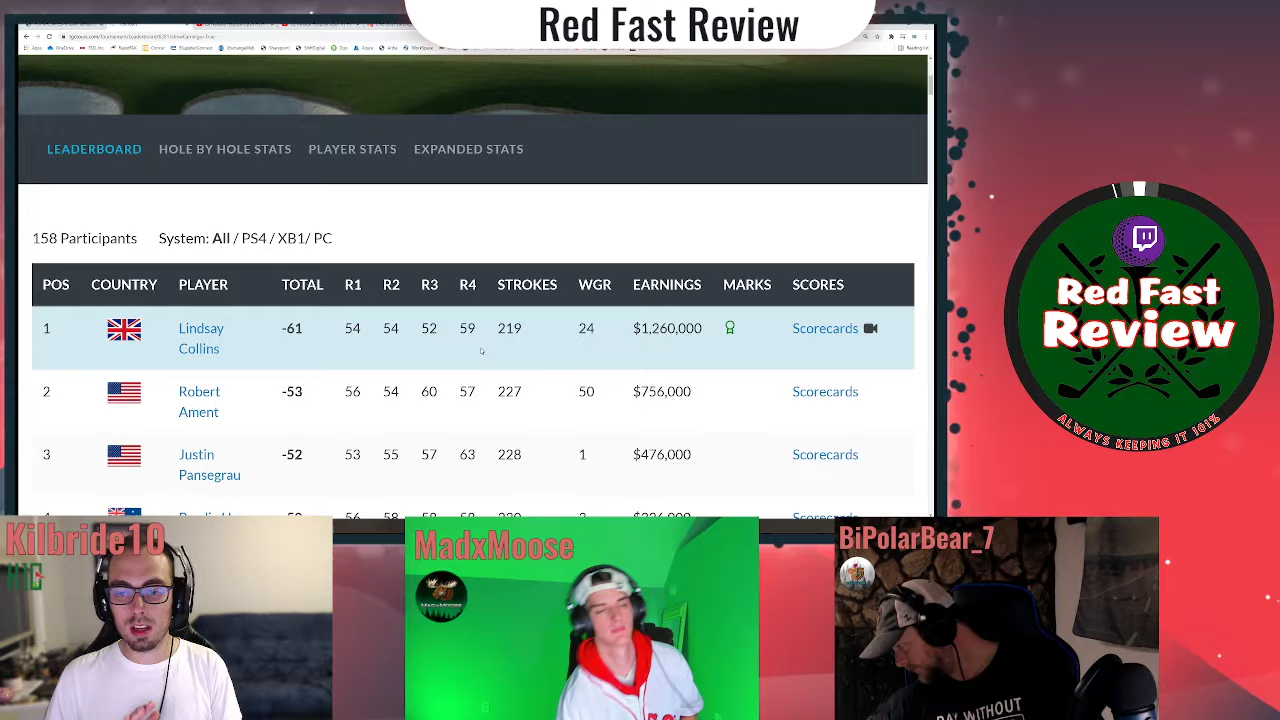 Red Fast Review
LEADERBOARD HOLE BY HOLE STATS PLAYER STATS EXPANDED STATS
158 Participants System: All / PS4 / XB1/ PC
POS COUNTRY PLAYER TOTAL R1 R2 R3 R4 STROKES WGR EARNINGS MARKS SCORES
1 Lindsay Collins -61 54 54 52 59 219 24 $1,260,000 Scorecards
2 Robert Ament -53 56 54 60 57 227 50 $756,000 Scorecards
3 Justin Pansegrau -52 53 55 57 63 228 1 $476,000 Scorecards
Red Fast
Review
ALWAYS KEEPING IT 101%
Kilbride10
MadxMoose
MADXMOOSE
BiPolarBear_7
DAY WITHOUT